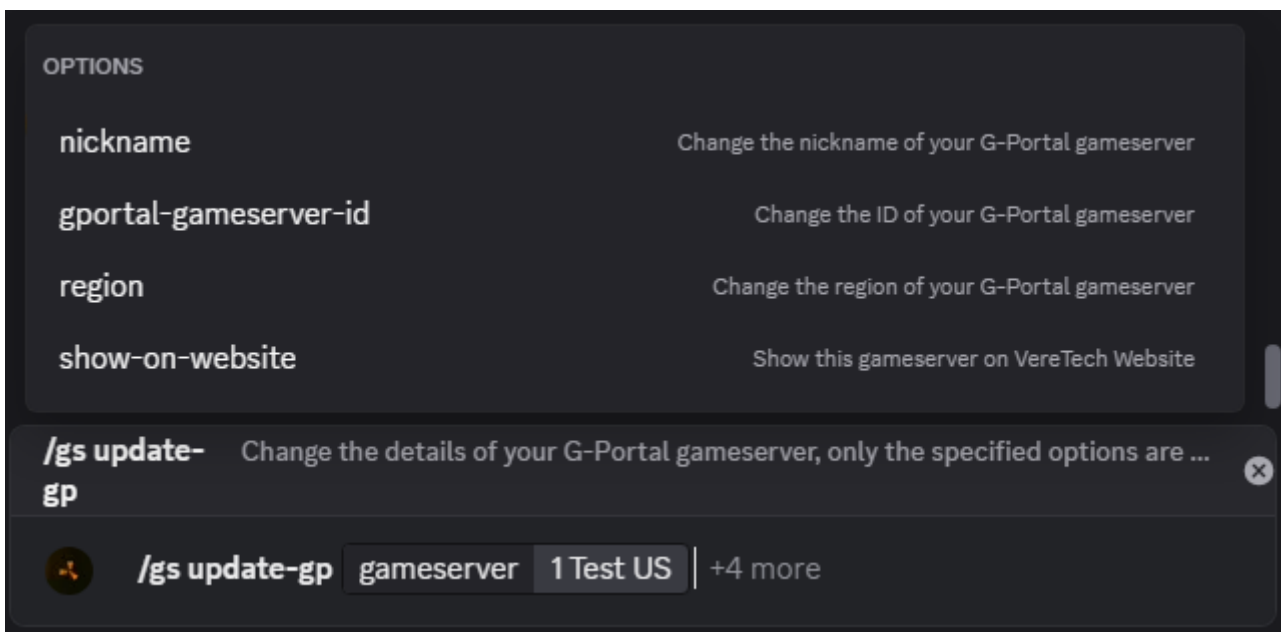 OPTIONS
nickname Change the nickname of your G-Portal gameserver
gportal-gameserver-id Change the ID of your G-Portal gameserver
region Change the region of your G-Portal gameserver
show-on-website Show this gameserver on VereTech Website
/gs update- Change the details of your G-Portal gameserver, only the specified options are ...
gp
/gs update-gp gameserver 1 Test US +4 more